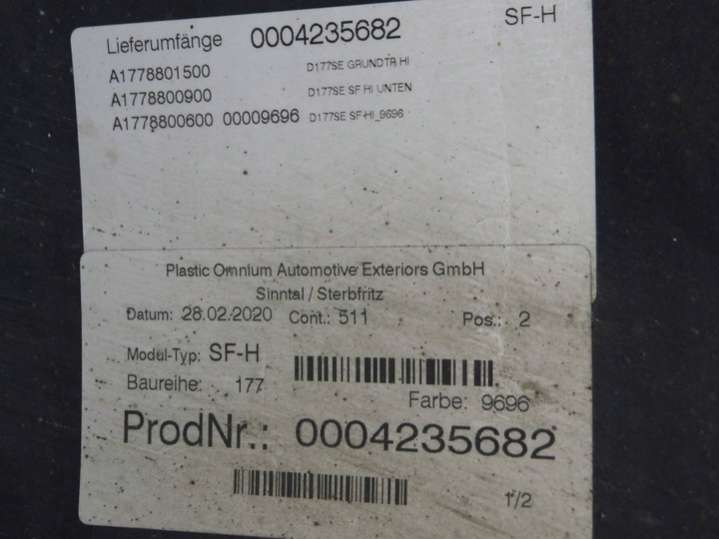 Lieferumfänge 0004235682 SF-H
A1778801500 D177SE GRUNDTR HI
A1778800900 D177SE SF HI UNTEN
A1778800600 00009696 D177SE SF-HI_9696
Plastic Omnium Automotive Exteriors GmbH
Sinntal / Sterbfritz
Datum: 28.02.2020 Cont.: 511 Pos.: 2
Modul-Typ: SF-H
Baureihe: 177
Farbe: 9696
ProdNr.: 0004235682
1/2